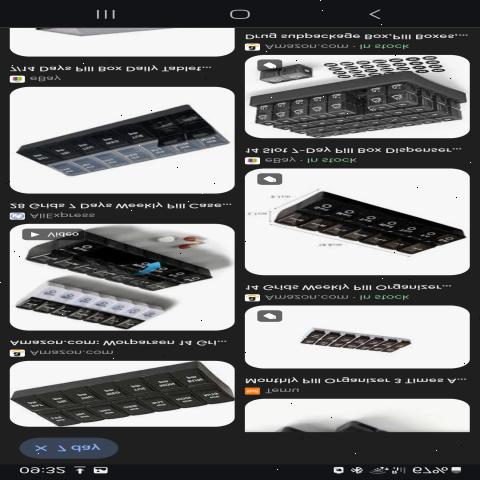 09:32
67%
7 day
Amazon.com
Amazon.com: Worparsen 14 Gri...
Video
AliExpress
28 Grids 7 Days Weekly Pill Case...
eBay
7/14 Days Pill Box Daily Tablet...
Temu
Monthly Pill Organizer 3 Times A...
Amazon.com · In stock
14 Grids Weekly Pill Organizer...
eBay · In stock
14 Slot 7-Day Pill Box Dispenser...
Amazon.com · In stock
Drug subpackage Box,Pill Boxes,...